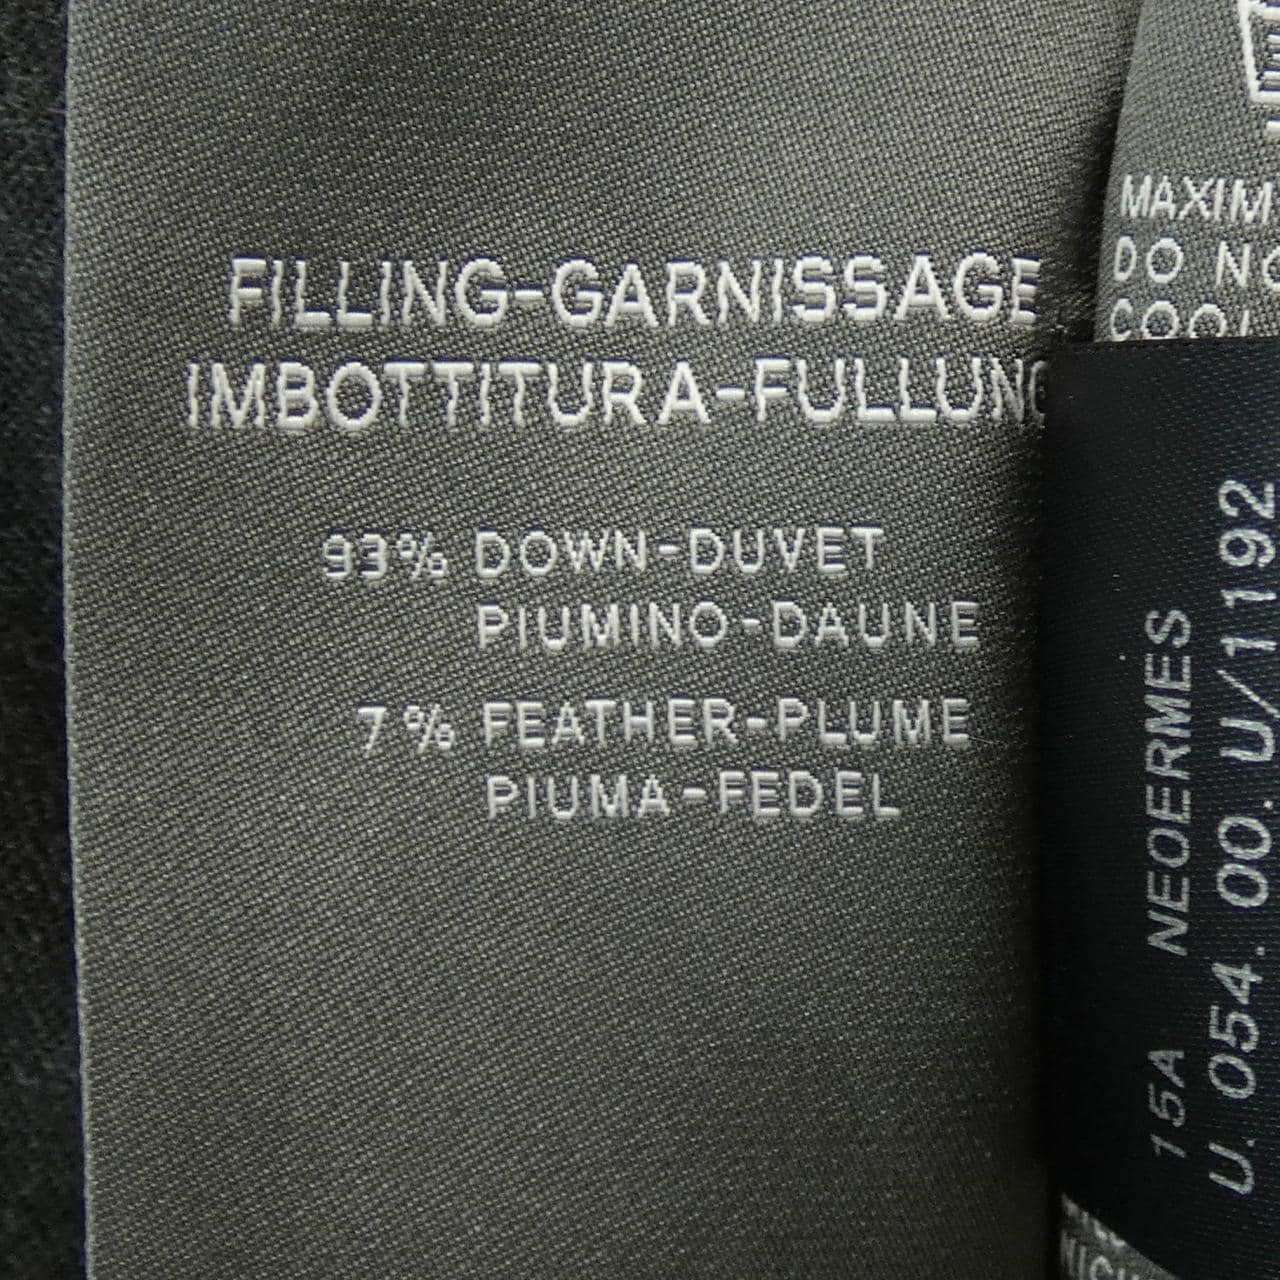 FILLING-GARNISSAGE
IMBOTTITURA-FULLUNG
93% DOWN-DUVET
PIUMINO-DAUNE
7% FEATHER-PLUME
PIUMA-FEDEL
MAXIM
DO NO
COOL
15A NEOERMES
U. 054. 00. U/1192